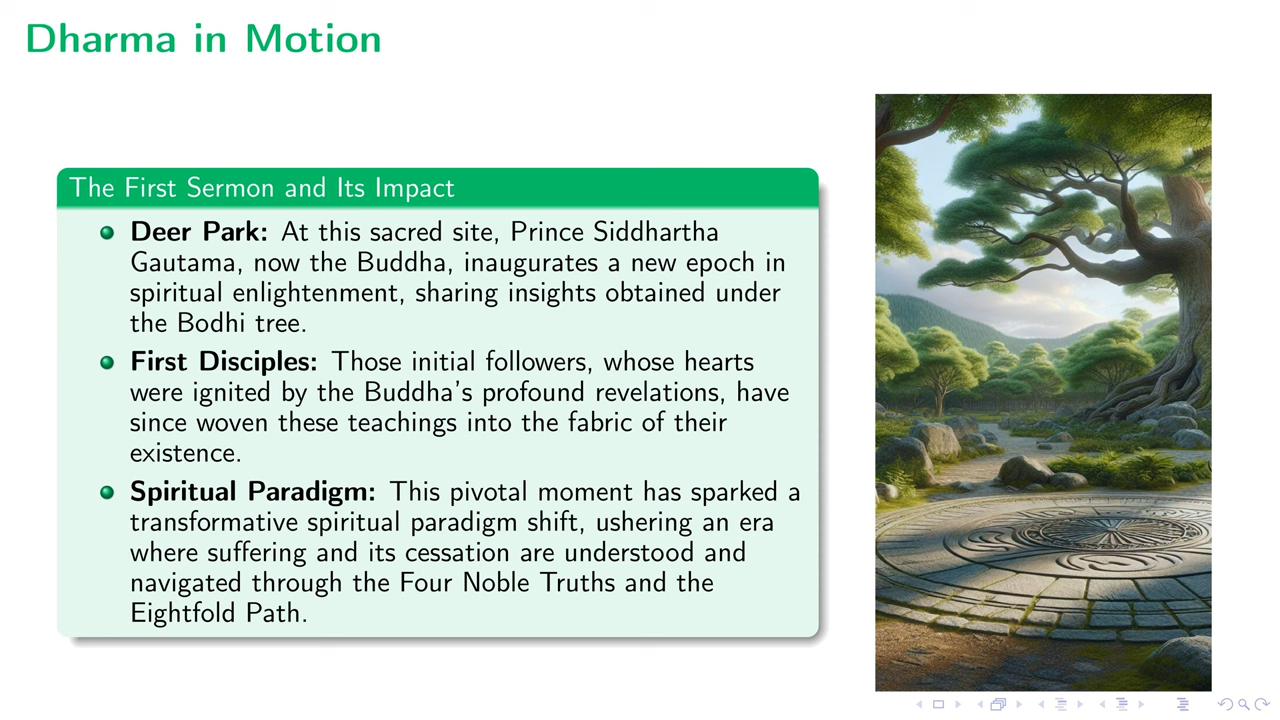 Dharma in Motion
The First Sermon and Its Impact
Deer Park: At this sacred site, Prince Siddhartha
Gautama, now the Buddha, inaugurates a new epoch in
spiritual enlightenment, sharing insights obtained under
the Bodhi tree.
First Disciples: Those initial followers, whose hearts
were ignited by the Buddha's profound revelations, have
since woven these teachings into the fabric of their
existence.
Spiritual Paradigm: This pivotal moment has sparked a
transformative spiritual paradigm shift, ushering an era
where suffering and its cessation are understood and
navigated through the Four Noble Truths and the
Eightfold Path.